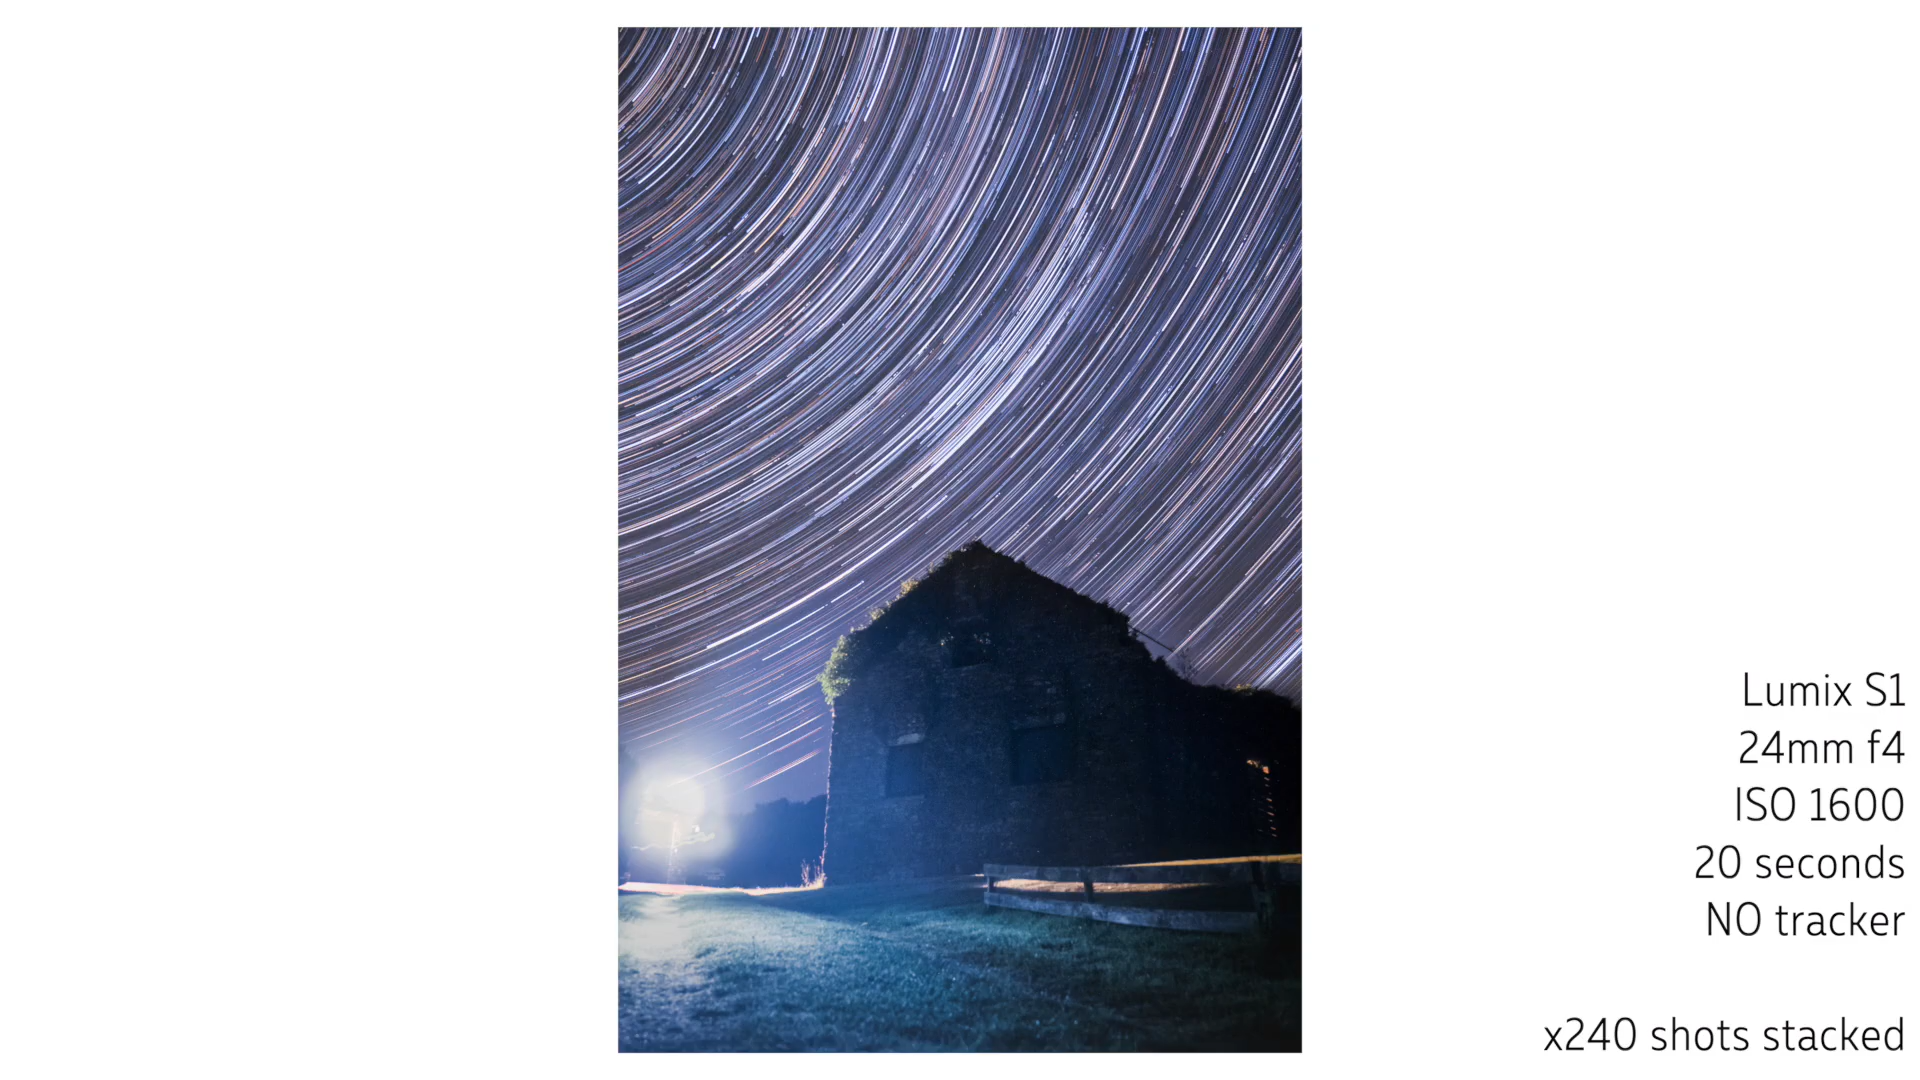 Lumix S1
24mm f4
ISO 1600
20 seconds
NO tracker
x240 shots stacked